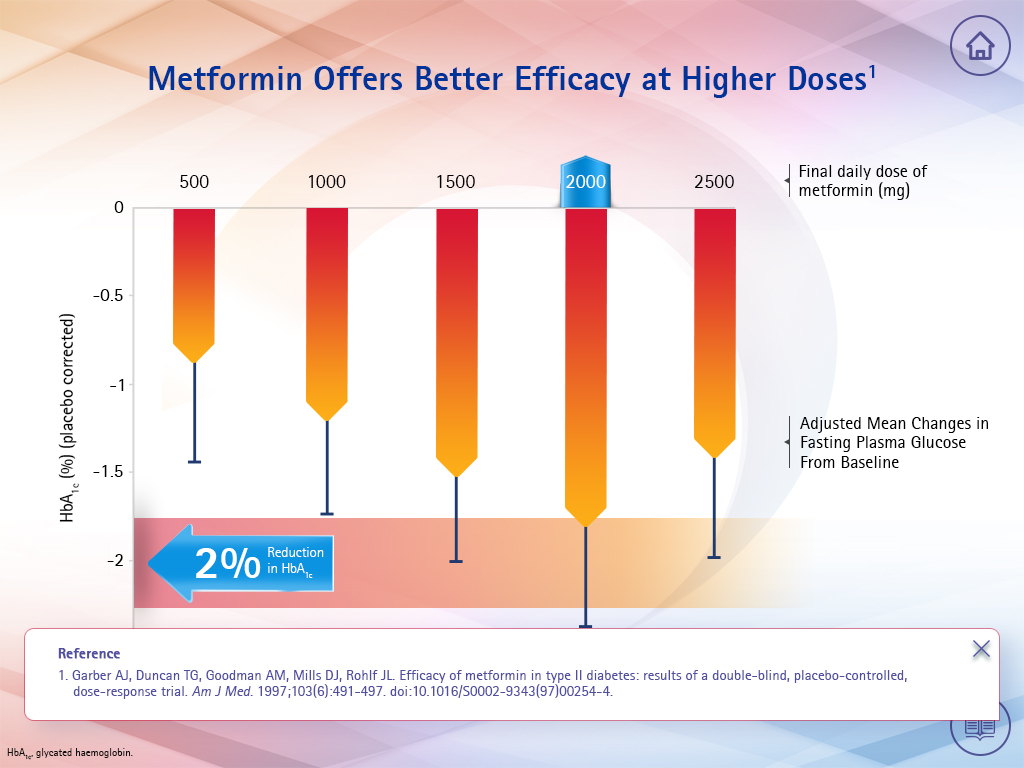 Metformin Offers Better Efficacy at Higher Doses1
500 1000 1500 2000 2500
Final daily dose of
metformin (mg)
0
-0.5
-1
-1.5
-2
HbA1c (%) (placebo corrected)
Adjusted Mean Changes in
Fasting Plasma Glucose
From Baseline
2% Reduction
in HbA1c
Reference
1. Garber AJ, Duncan TG, Goodman AM, Mills DJ, Rohlf JL. Efficacy of metformin in type II diabetes: results of a double-blind, placebo-controlled,
dose-response trial. Am J Med. 1997;103(6):491-497. doi:10.1016/S0002-9343(97)00254-4.
HbA1c, glycated haemoglobin.